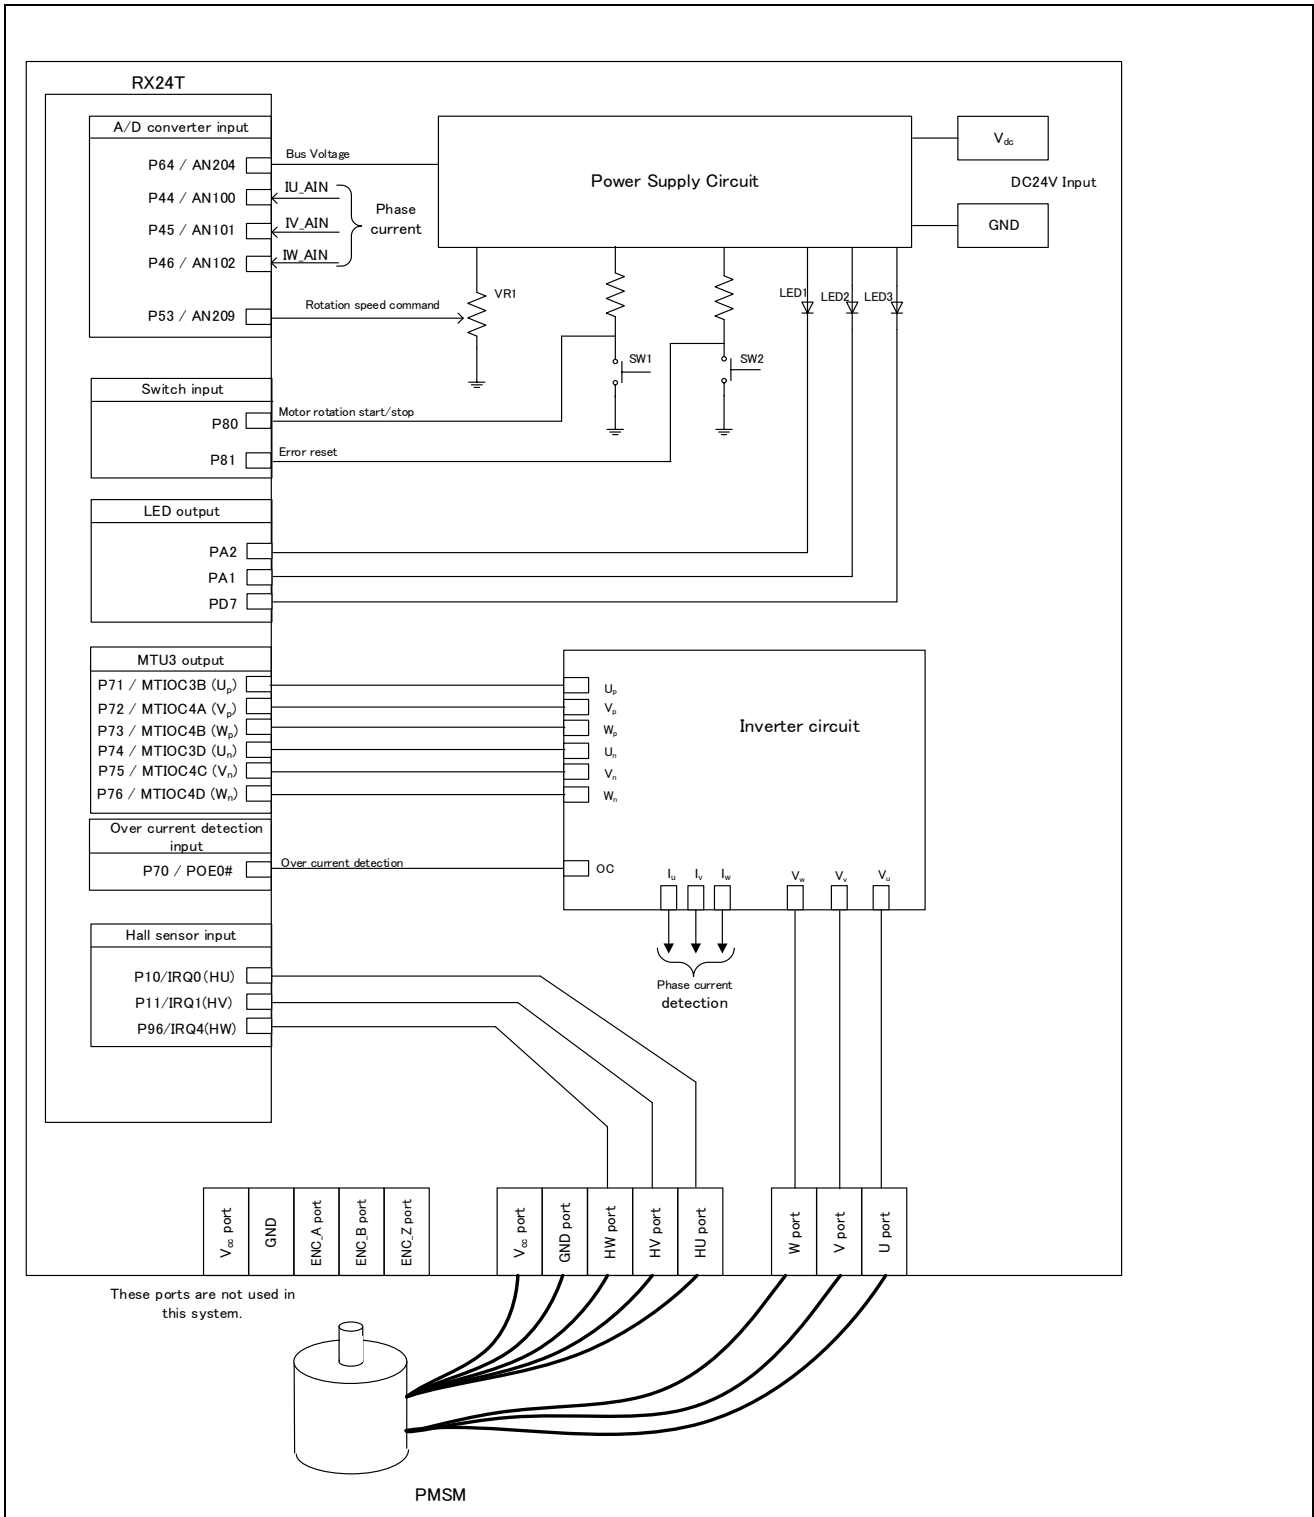 RX24T
A/D converter input
P64 / AN204
P44 / AN100
P45 / AN101
P46 / AN102
P53 / AN209
Bus Voltage
IU_AIN
IV_AIN
IW_AIN
Phase
current
Rotation speed command
VR1
Power Supply Circuit
Vdc
DC24V Input
GND
SW1
SW2
LED1
LED2
LED3
Switch input
P80
Motor rotation start/stop
P81
Error reset
LED output
PA2
PA1
PD7
MTU3 output
P71 / MTIOC3B (Up)
P72 / MTIOC4A (Vp)
P73 / MTIOC4B (Wp)
P74 / MTIOC3D (Un)
P75 / MTIOC4C (Vn)
P76 / MTIOC4D (Wn)
Up
Vp
Wp
Un
Vn
Wn
Inverter circuit
Over current detection
input
P70 / POE0#
Over current detection
OC
Iu
Iv
Iw
Vw
Vv
Vu
Phase current
detection
Hall sensor input
P10/IRQ0(HU)
P11/IRQ1(HV)
P96/IRQ4(HW)
Vcc port
GND
ENC_A port
ENC_B port
ENC_Z port
Vcc port
GND port
HW port
HV port
HU port
W port
V port
U port
These ports are not used in
this system.
PMSM